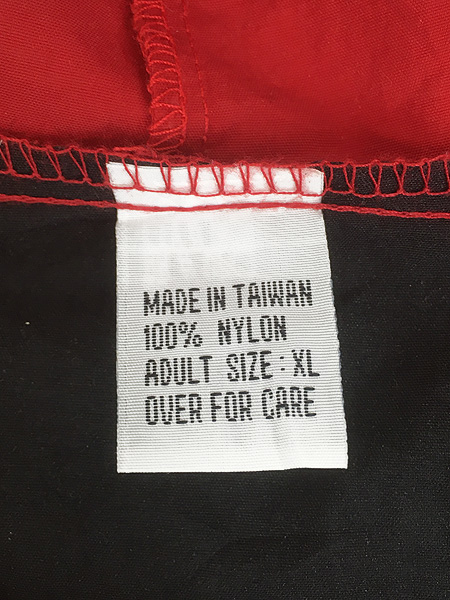 MADE IN TAIWAN
100% NYLON
ADULT SIZE : XL
OVER FOR CARE